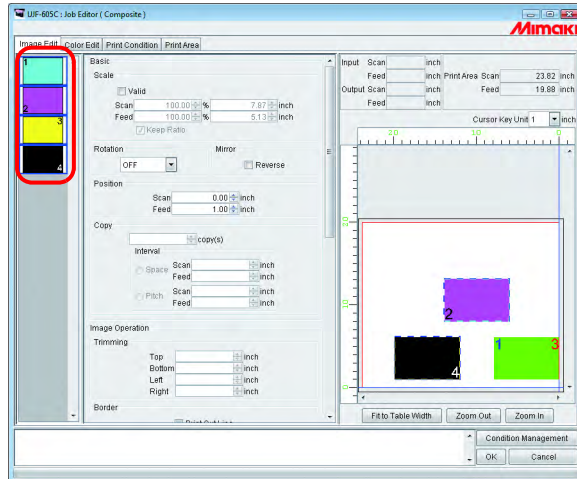 UJF-605C : Job Editor ( Composite )
Mimaki
Image Edit Color Edit Print Condition Print Area
1
2
3
4
Basic
Scale
Valid
Scan 100.00 % 7.87 inch
Feed 100.00 % 5.13 inch
Keep Ratio
Rotation Mirror
OFF Reverse
Position
Scan 0.00 inch
Feed 1.00 inch
Copy
copy(s)
Interval
Space Scan inch
Feed inch
Pitch Scan inch
Feed inch
Image Operation
Trimming
Top inch
Bottom inch
Left inch
Right inch
Border
Input Scan inch
Feed inch Print Area Scan 23.82 inch
Output Scan inch Feed 19.88 inch
Feed inch
Cursor Key Unit 1 inch
20 10 0
20
10
0
2
1 3
4
Fit to Table Width Zoom Out Zoom In
Condition Management
OK Cancel